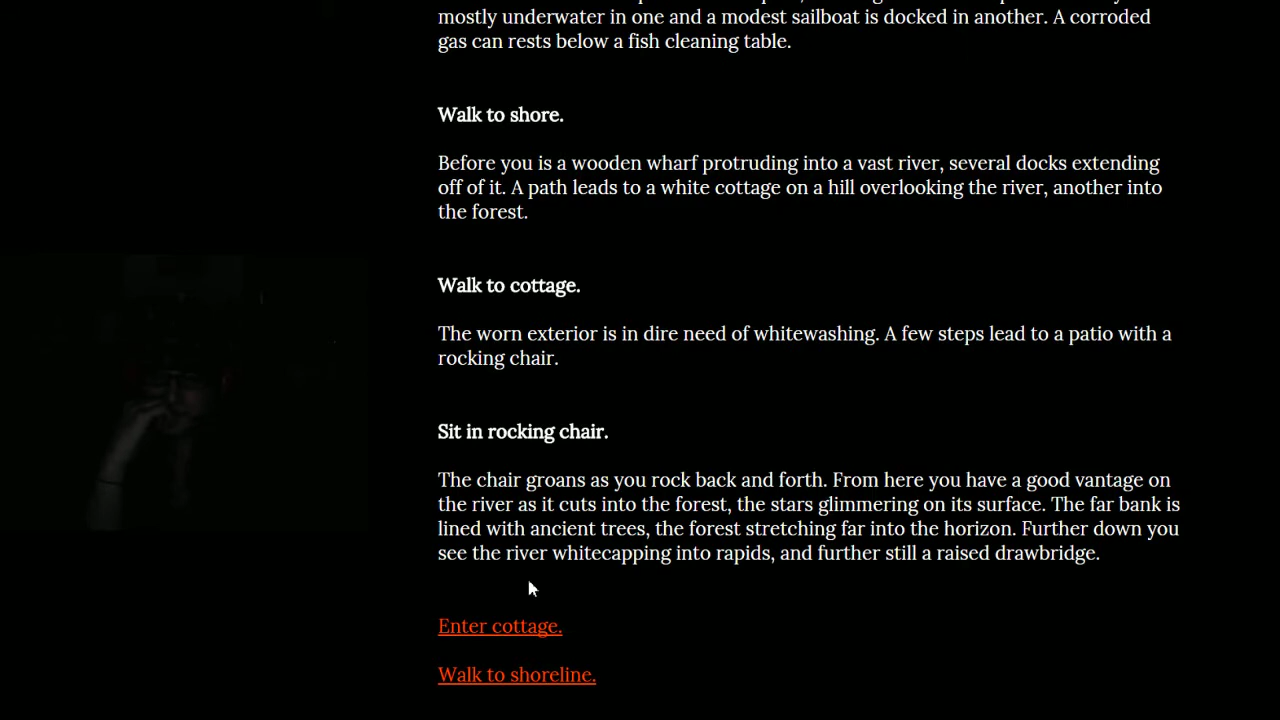 mostly underwater in one and a modest sailboat is docked in another. A corroded
gas can rests below a fish cleaning table.
Walk to shore.
Before you is a wooden wharf protruding into a vast river, several docks extending
off of it. A path leads to a white cottage on a hill overlooking the river, another into
the forest.
Walk to cottage.
The worn exterior is in dire need of whitewashing. A few steps lead to a patio with a
rocking chair.
Sit in rocking chair.
The chair groans as you rock back and forth. From here you have a good vantage on
the river as it cuts into the forest, the stars glimmering on its surface. The far bank is
lined with ancient trees, the forest stretching far into the horizon. Further down you
see the river whitecapping into rapids, and further still a raised drawbridge.
Enter cottage.
Walk to shoreline.